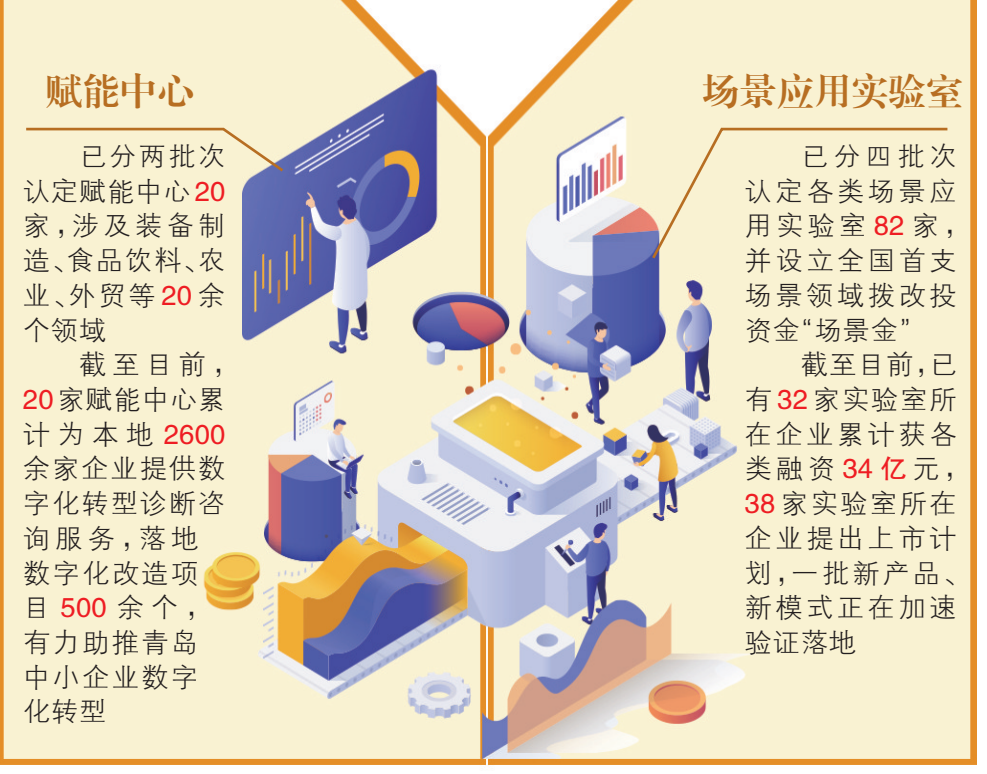 赋能中心
已分两批次
认定赋能中心20
家，涉及装备制
造、食品饮料、农
业、外贸等20余
个领域
截至目前，
20家赋能中心累
计为本地2600
余家企业提供数
字化转型诊断咨
询服务，落地
数字化改造项
目500余个，
有力助推青岛
中小企业数字
化转型
场景应用实验室
已分四批次
认定各类场景应
用实验室82家，
并设立全国首支
场景领域拨改投
资金“场景金”
截至目前，已
有32家实验室所
在企业累计获各
类融资34亿元，
38家实验室所在
企业提出上市计
划，一批新产品、
新模式正在加速
验证落地